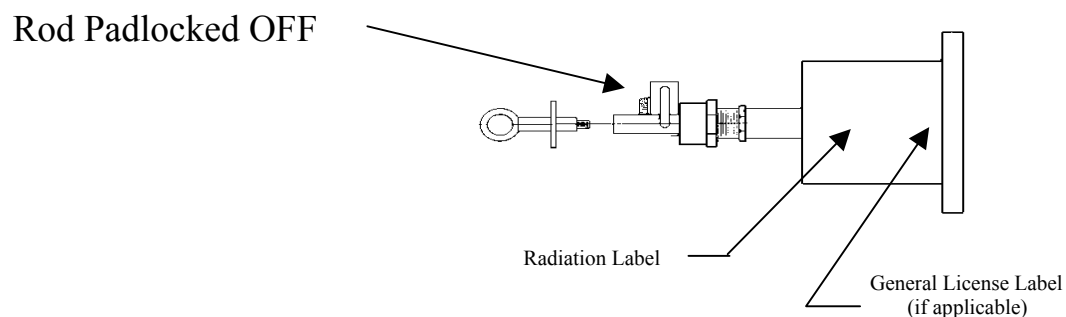 Rod Padlocked OFF
Radiation Label
General License Label
(if applicable)